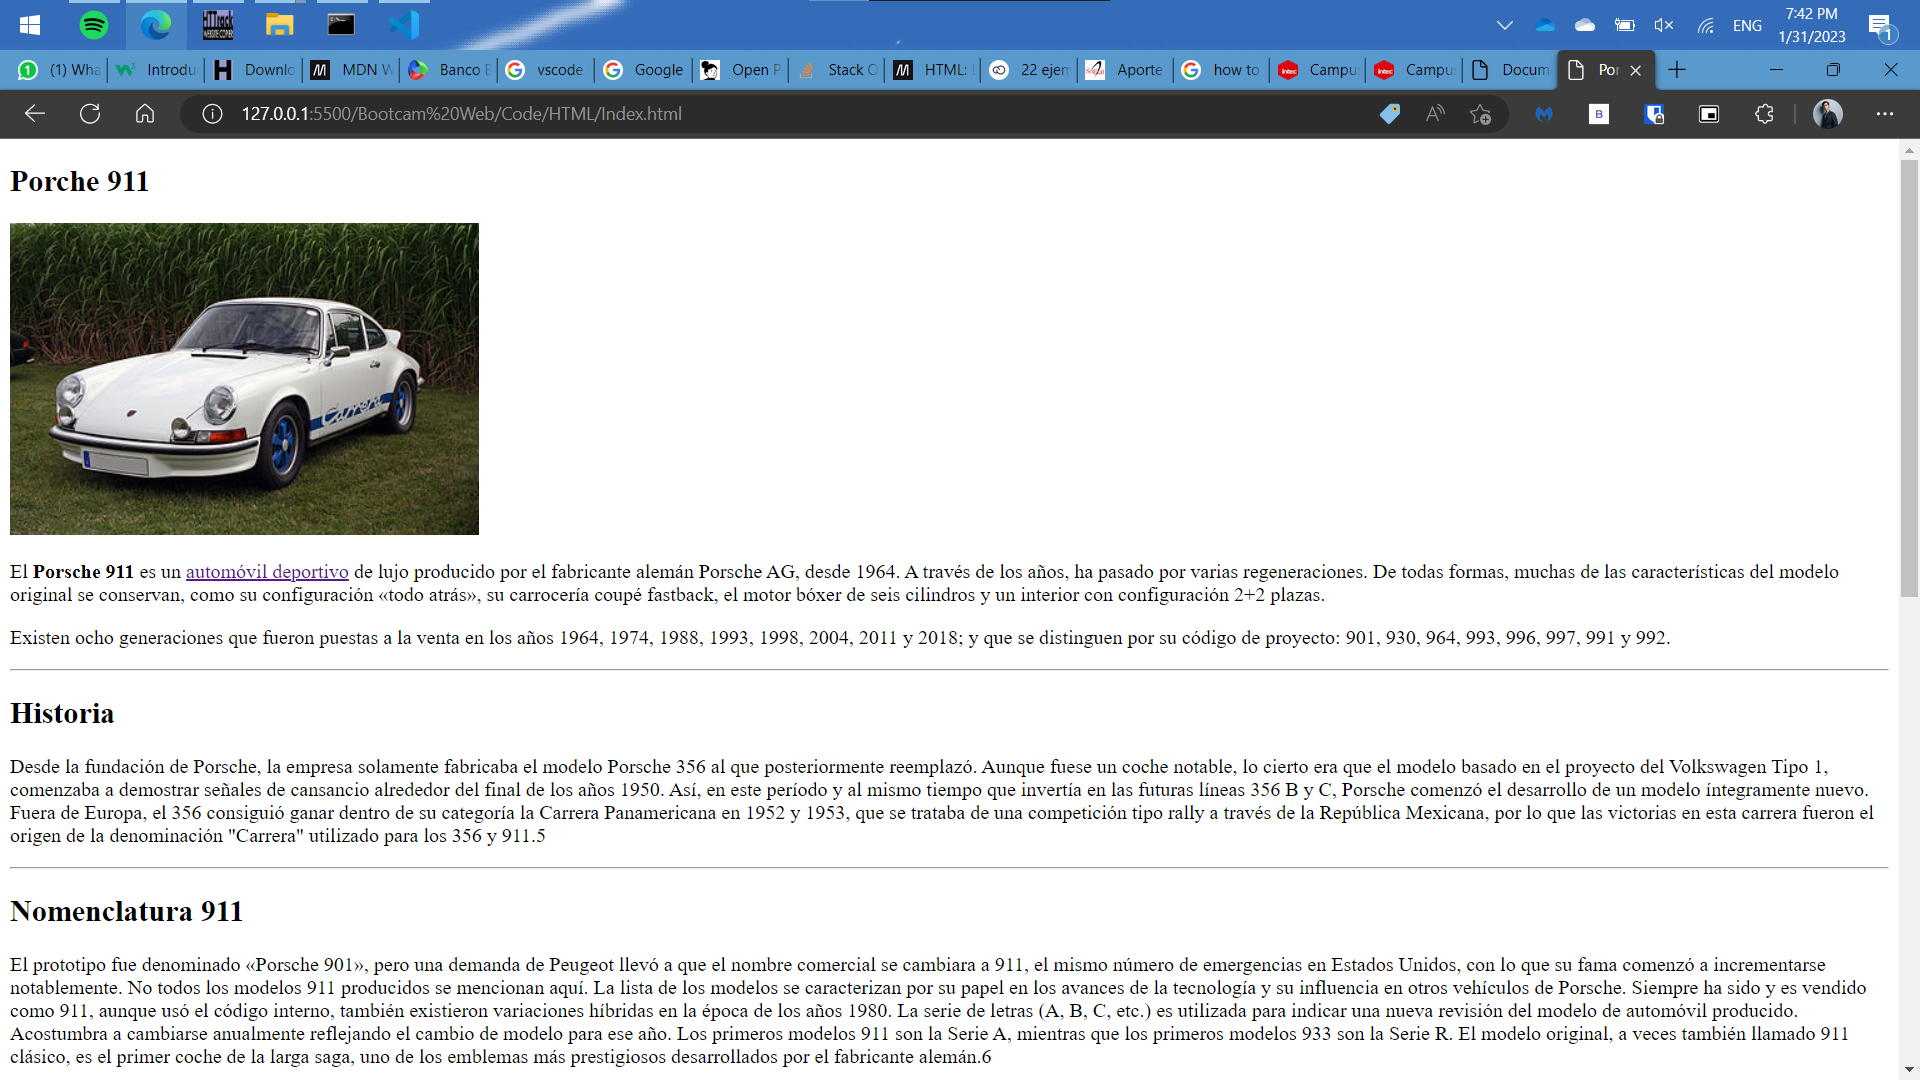 HTTrack
WEBSITE COPIER
ENG
7:42 PM
1/31/2023
1
1
(1) Wha
Introdu
Downlo
MDN W
Banco B
vscode
Google
Open P
Stack O
HTML: 
22 ejem
Aporte
how to
intec
Campu
intec
Campu
Docum
Por
127.0.0.1:5500/Bootcam%20Web/Code/HTML/Index.html
B
Porche 911
Carrera
El Porsche 911 es un automóvil deportivo de lujo producido por el fabricante alemán Porsche AG, desde 1964. A través de los años, ha pasado por varias regeneraciones. De todas formas, muchas de las características del modelo
original se conservan, como su configuración «todo atrás», su carrocería coupé fastback, el motor bóxer de seis cilindros y un interior con configuración 2+2 plazas.
Existen ocho generaciones que fueron puestas a la venta en los años 1964, 1974, 1988, 1993, 1998, 2004, 2011 y 2018; y que se distinguen por su código de proyecto: 901, 930, 964, 993, 996, 997, 991 y 992.
Historia
Desde la fundación de Porsche, la empresa solamente fabricaba el modelo Porsche 356 al que posteriormente reemplazó. Aunque fuese un coche notable, lo cierto era que el modelo basado en el proyecto del Volkswagen Tipo 1,
comenzaba a demostrar señales de cansancio alrededor del final de los años 1950. Así, en este período y al mismo tiempo que invertía en las futuras líneas 356 B y C, Porsche comenzó el desarrollo de un modelo íntegramente nuevo.
Fuera de Europa, el 356 consiguió ganar dentro de su categoría la Carrera Panamericana en 1952 y 1953, que se trataba de una competición tipo rally a través de la República Mexicana, por lo que las victorias en esta carrera fueron el
origen de la denominación "Carrera" utilizado para los 356 y 911.5
Nomenclatura 911
El prototipo fue denominado «Porsche 901», pero una demanda de Peugeot llevó a que el nombre comercial se cambiara a 911, el mismo número de emergencias en Estados Unidos, con lo que su fama comenzó a incrementarse
notablemente. No todos los modelos 911 producidos se mencionan aquí. La lista de los modelos se caracterizan por su papel en los avances de la tecnología y su influencia en otros vehículos de Porsche. Siempre ha sido y es vendido
como 911, aunque usó el código interno, también existieron variaciones híbridas en la época de los años 1980. La serie de letras (A, B, C, etc.) es utilizada para indicar una nueva revisión del modelo de automóvil producido.
Acostumbra a cambiarse anualmente reflejando el cambio de modelo para ese año. Los primeros modelos 911 son la Serie A, mientras que los primeros modelos 933 son la Serie R. El modelo original, a veces también llamado 911
clásico, es el primer coche de la larga saga, uno de los emblemas más prestigiosos desarrollados por el fabricante alemán.6